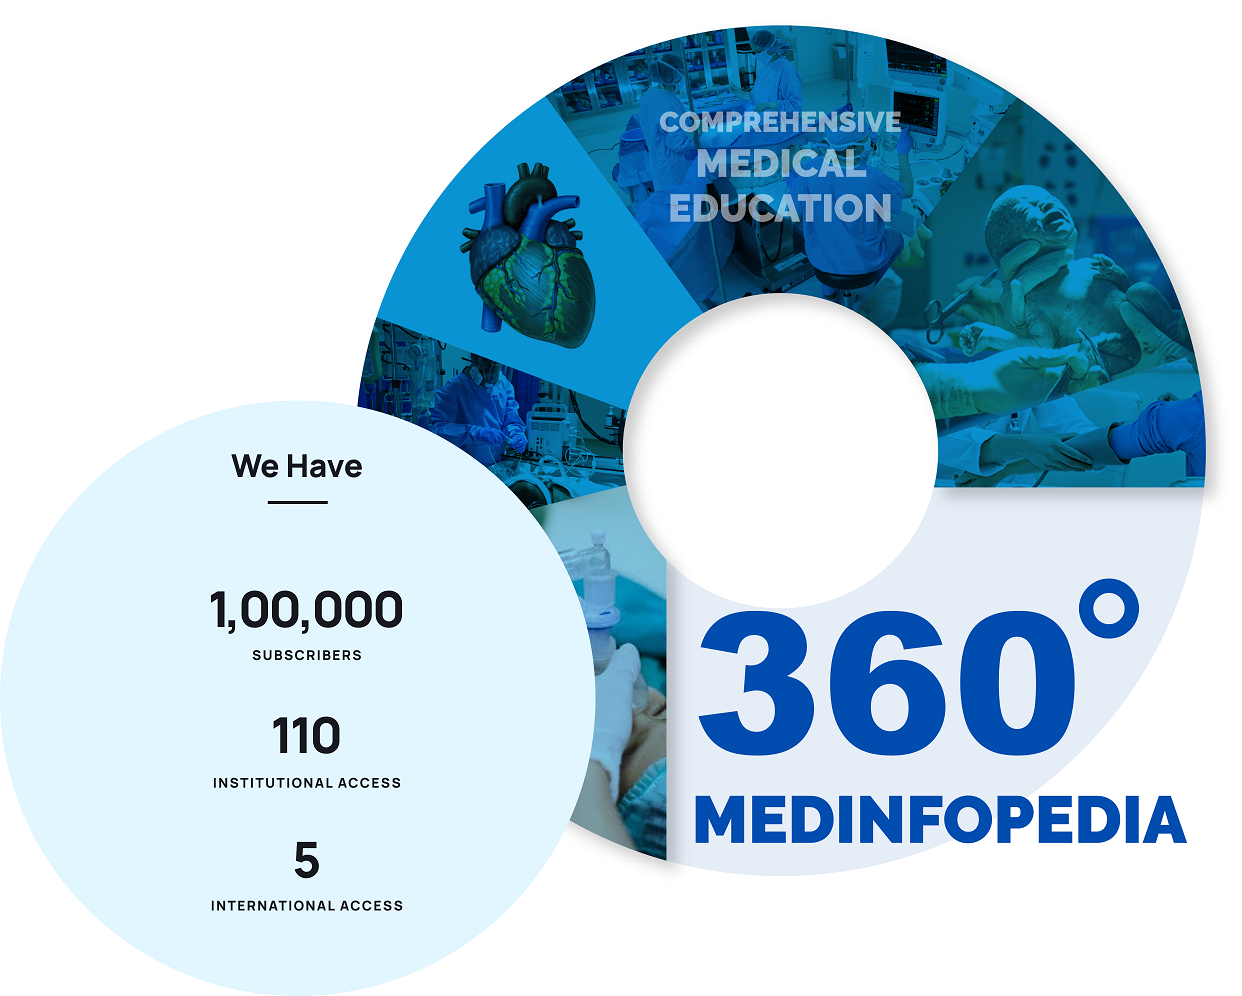 COMPREHENSIVE
MEDICAL
EDUCATION
We Have
1,00,000
SUBSCRIBERS
110
INSTITUTIONAL ACCESS
5
INTERNATIONAL ACCESS
360°
MEDINFOPEDIA